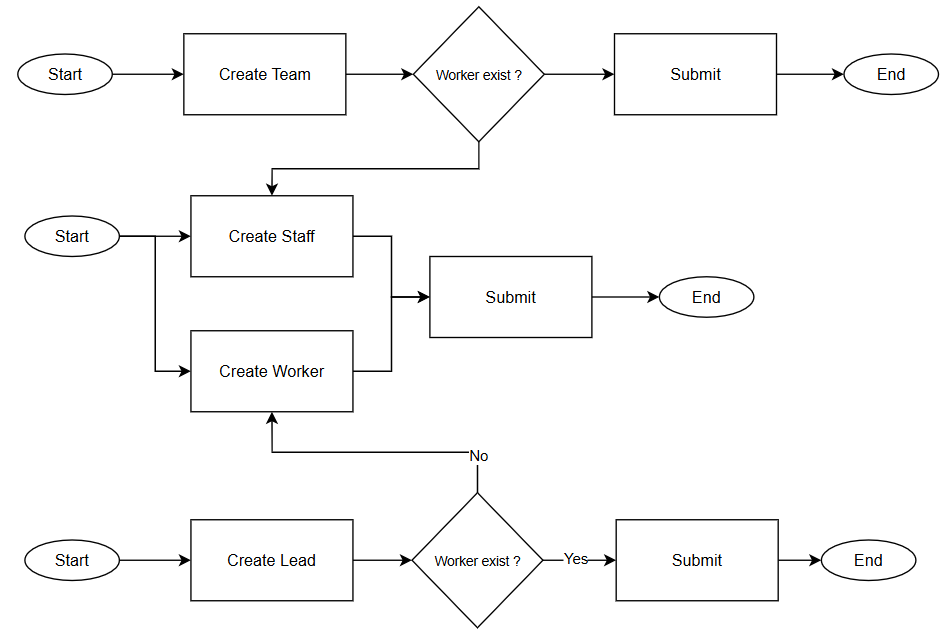 Start
Create Team
Worker exist ?
Submit
End
Start
Create Staff
Submit
End
Create Worker
No
Start
Create Lead
Worker exist ?
Yes
Submit
End